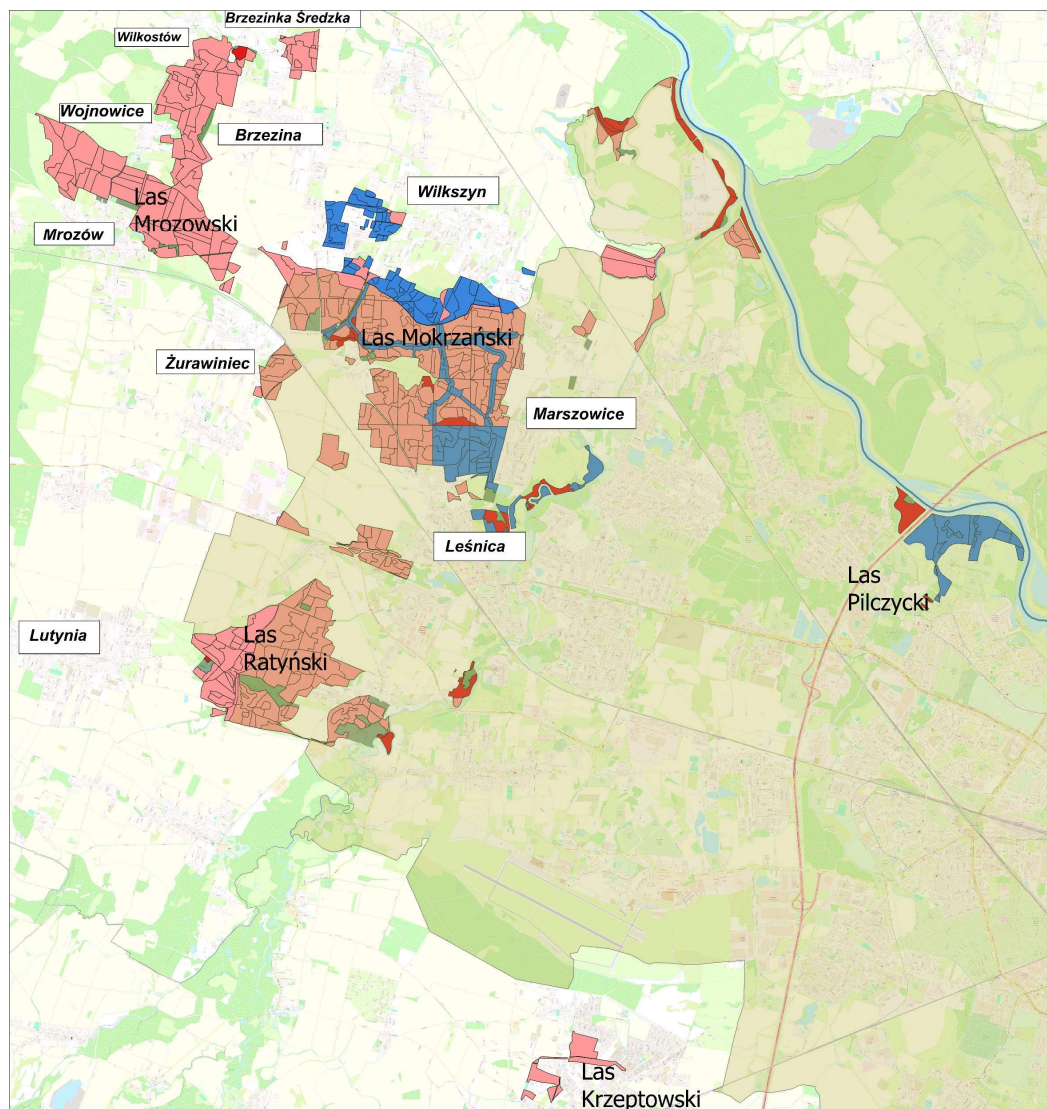 Brzezinka Średzka
Wilkostów
Wojnowice
Brzezina
Las
Mrozowski
Wilkszyn
Mrozów
Las Mokrzański
Żurawiniec
Marszowice
Leśnica
Las
Pilczycki
Lutynia
Las
Ratyński
Las
Krzeptowski